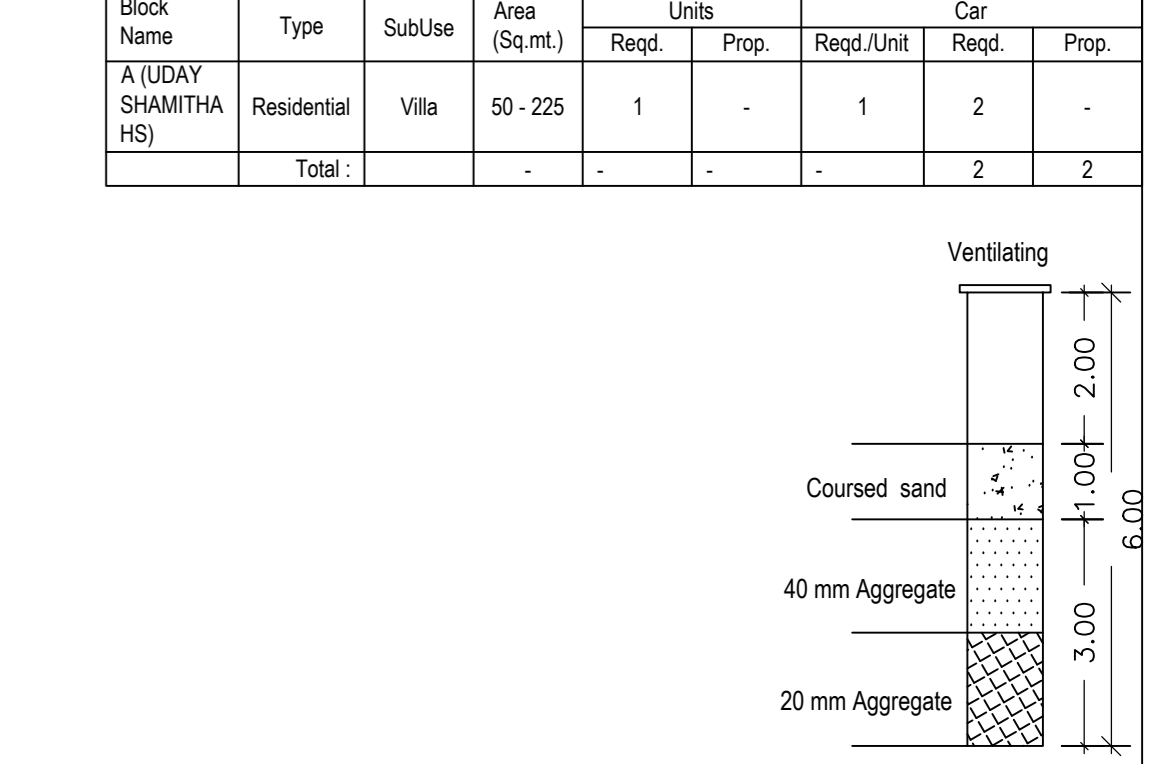 Block
Name
Type
SubUse
Area
(Sq.mt.)
Units
Car
Reqd.
Prop.
Reqd./Unit
Reqd.
Prop.
A (UDAY
SHAMITHA
HS)
Residential
Villa
50 - 225
1
-
1
2
-
Total :
-
-
-
-
2
2
Ventilating
2.00
Coursed sand
1.00
6.00
40 mm Aggregate
3.00
20 mm Aggregate